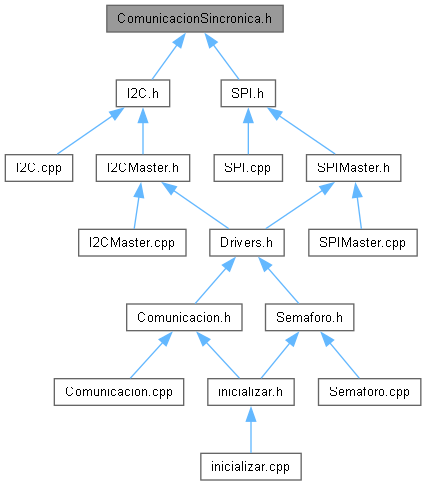 ComunicacionSincronica.h
I2C.h
SPI.h
I2C.cpp
I2CMaster.h
SPI.cpp
SPIMaster.h
I2CMaster.cpp
Drivers.h
SPIMaster.cpp
Comunicacion.h
Semaforo.h
Comunicacion.cpp
inicializar.h
Semaforo.cpp
inicializar.cpp